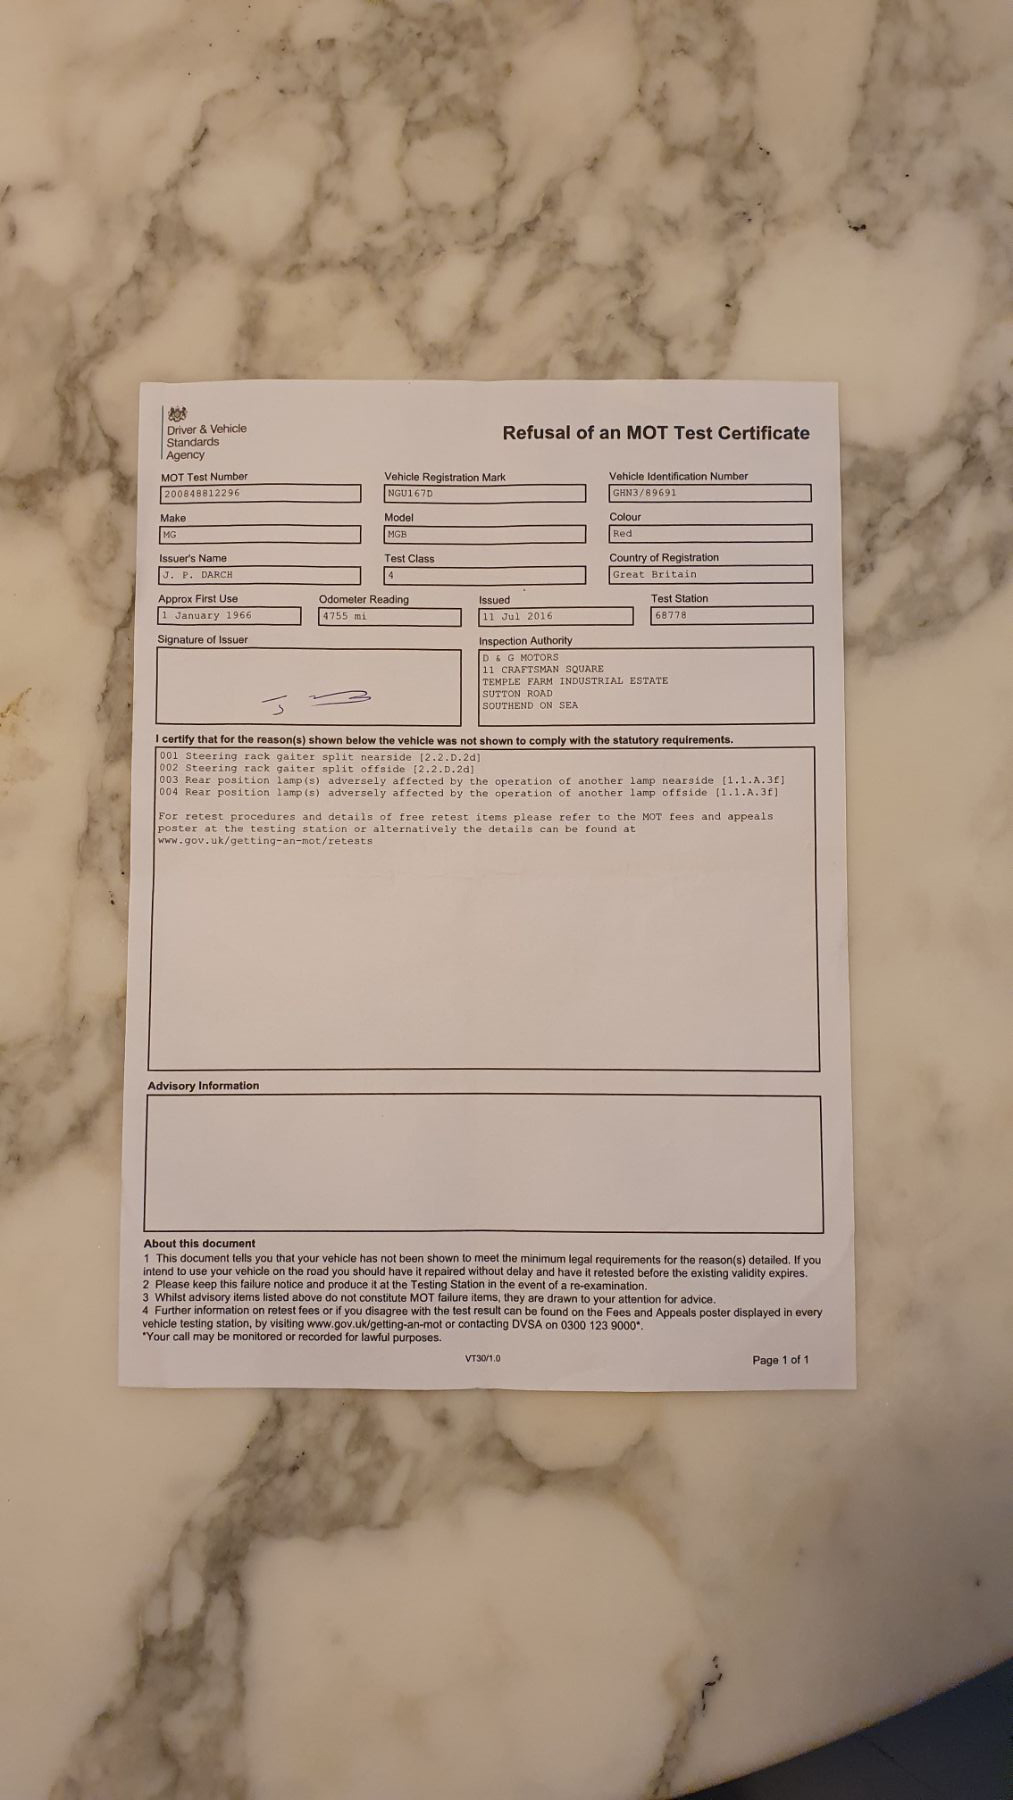 Driver & Vehicle
Standards
Agency
Refusal of an MOT Test Certificate
MOT Test Number
200848812296
Vehicle Registration Mark
NGU167D
Vehicle Identification Number
GHN3/89691
Make
MG
Model
MGB
Colour
Red
Issuer's Name
J. P. DARCH
Test Class
4
Country of Registration
Great Britain
Approx First Use
1 January 1966
Odometer Reading
4755 mi
Issued
11 Jul 2016
Test Station
68778
Signature of Issuer
Inspection Authority
D & G MOTORS
11 CRAFTSMAN SQUARE
TEMPLE FARM INDUSTRIAL ESTATE
SUTTON ROAD
SOUTHEND ON SEA
I certify that for the reason(s) shown below the vehicle was not shown to comply with the statutory requirements.
001 Steering rack gaiter split nearside [2.2.D.2d]
002 Steering rack gaiter split offside [2.2.D.2d]
003 Rear position lamp(s) adversely affected by the operation of another lamp nearside [1.1.A.3f]
004 Rear position lamp(s) adversely affected by the operation of another lamp offside [1.1.A.3f]
For retest procedures and details of free retest items please refer to the MOT fees and appeals
poster at the testing station or alternatively the details can be found at
www.gov.uk/getting-an-mot/retests
Advisory Information
About this document
1 This document tells you that your vehicle has not been shown to meet the minimum legal requirements for the reason(s) detailed. If you
intend to use your vehicle on the road you should have it repaired without delay and have it retested before the existing validity expires.
2 Please keep this failure notice and produce it at the Testing Station in the event of a re-examination.
3 Whilst advisory items listed above do not constitute MOT failure items, they are drawn to your attention for advice.
4 Further information on retest fees or if you disagree with the test result can be found on the Fees and Appeals poster displayed in every
vehicle testing station, by visiting www.gov.uk/getting-an-mot or contacting DVSA on 0300 123 9000*.
*Your call may be monitored or recorded for lawful purposes.
VT30/1.0
Page 1 of 1